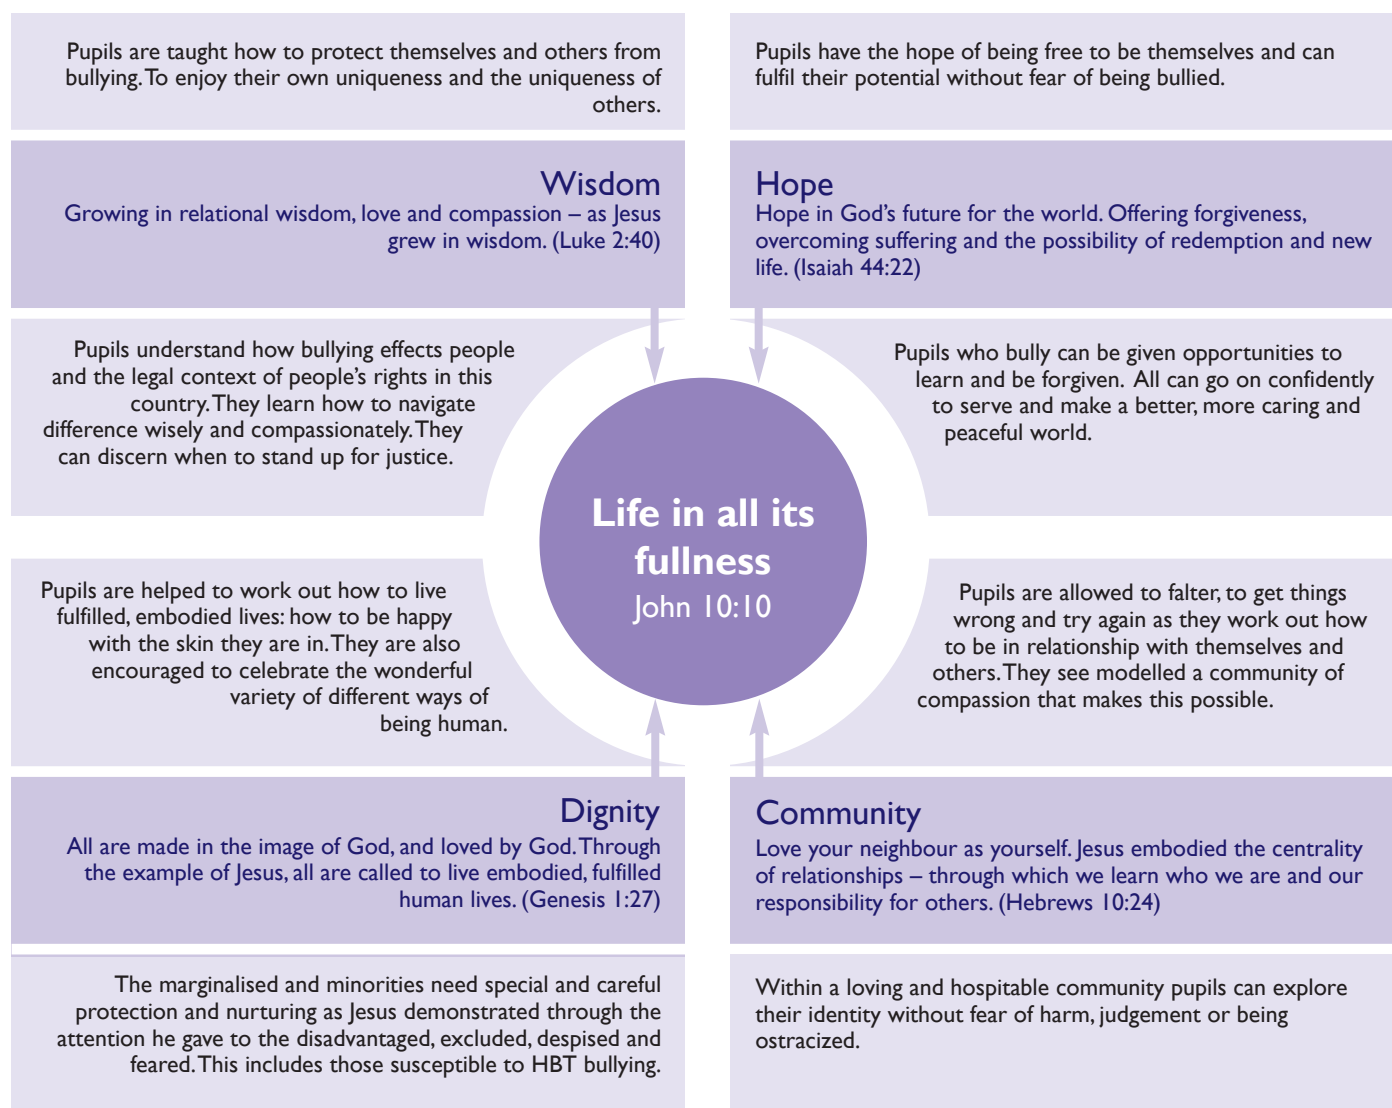 Pupils are taught how to protect themselves and others from
bullying. To enjoy their own uniqueness and the uniqueness of
others.
Pupils have the hope of being free to be themselves and can
fulfil their potential without fear of being bullied.
Wisdom
Growing in relational wisdom, love and compassion – as Jesus
grew in wisdom. (Luke 2:40)
Hope
Hope in God’s future for the world. Offering forgiveness,
overcoming suffering and the possibility of redemption and new
life. (Isaiah 44:22)
Pupils understand how bullying effects people
and the legal context of people’s rights in this
country. They learn how to navigate
difference wisely and compassionately. They
can discern when to stand up for justice.
Pupils who bully can be given opportunities to
learn and be forgiven. All can go on confidently
to serve and make a better, more caring and
peaceful world.
Life in all its
fullness
John 10:10
Pupils are helped to work out how to live
fulfilled, embodied lives: how to be happy
with the skin they are in. They are also
encouraged to celebrate the wonderful
variety of different ways of
being human.
Pupils are allowed to falter, to get things
wrong and try again as they work out how
to be in relationship with themselves and
others. They see modelled a community of
compassion that makes this possible.
Dignity
All are made in the image of God, and loved by God. Through
the example of Jesus, all are called to live embodied, fulfilled
human lives. (Genesis 1:27)
Community
Love your neighbour as yourself. Jesus embodied the centrality
of relationships – through which we learn who we are and our
responsibility for others. (Hebrews 10:24)
The marginalised and minorities need special and careful
protection and nurturing as Jesus demonstrated through the
attention he gave to the disadvantaged, excluded, despised and
feared. This includes those susceptible to HBT bullying.
Within a loving and hospitable community pupils can explore
their identity without fear of harm, judgement or being
ostracized.